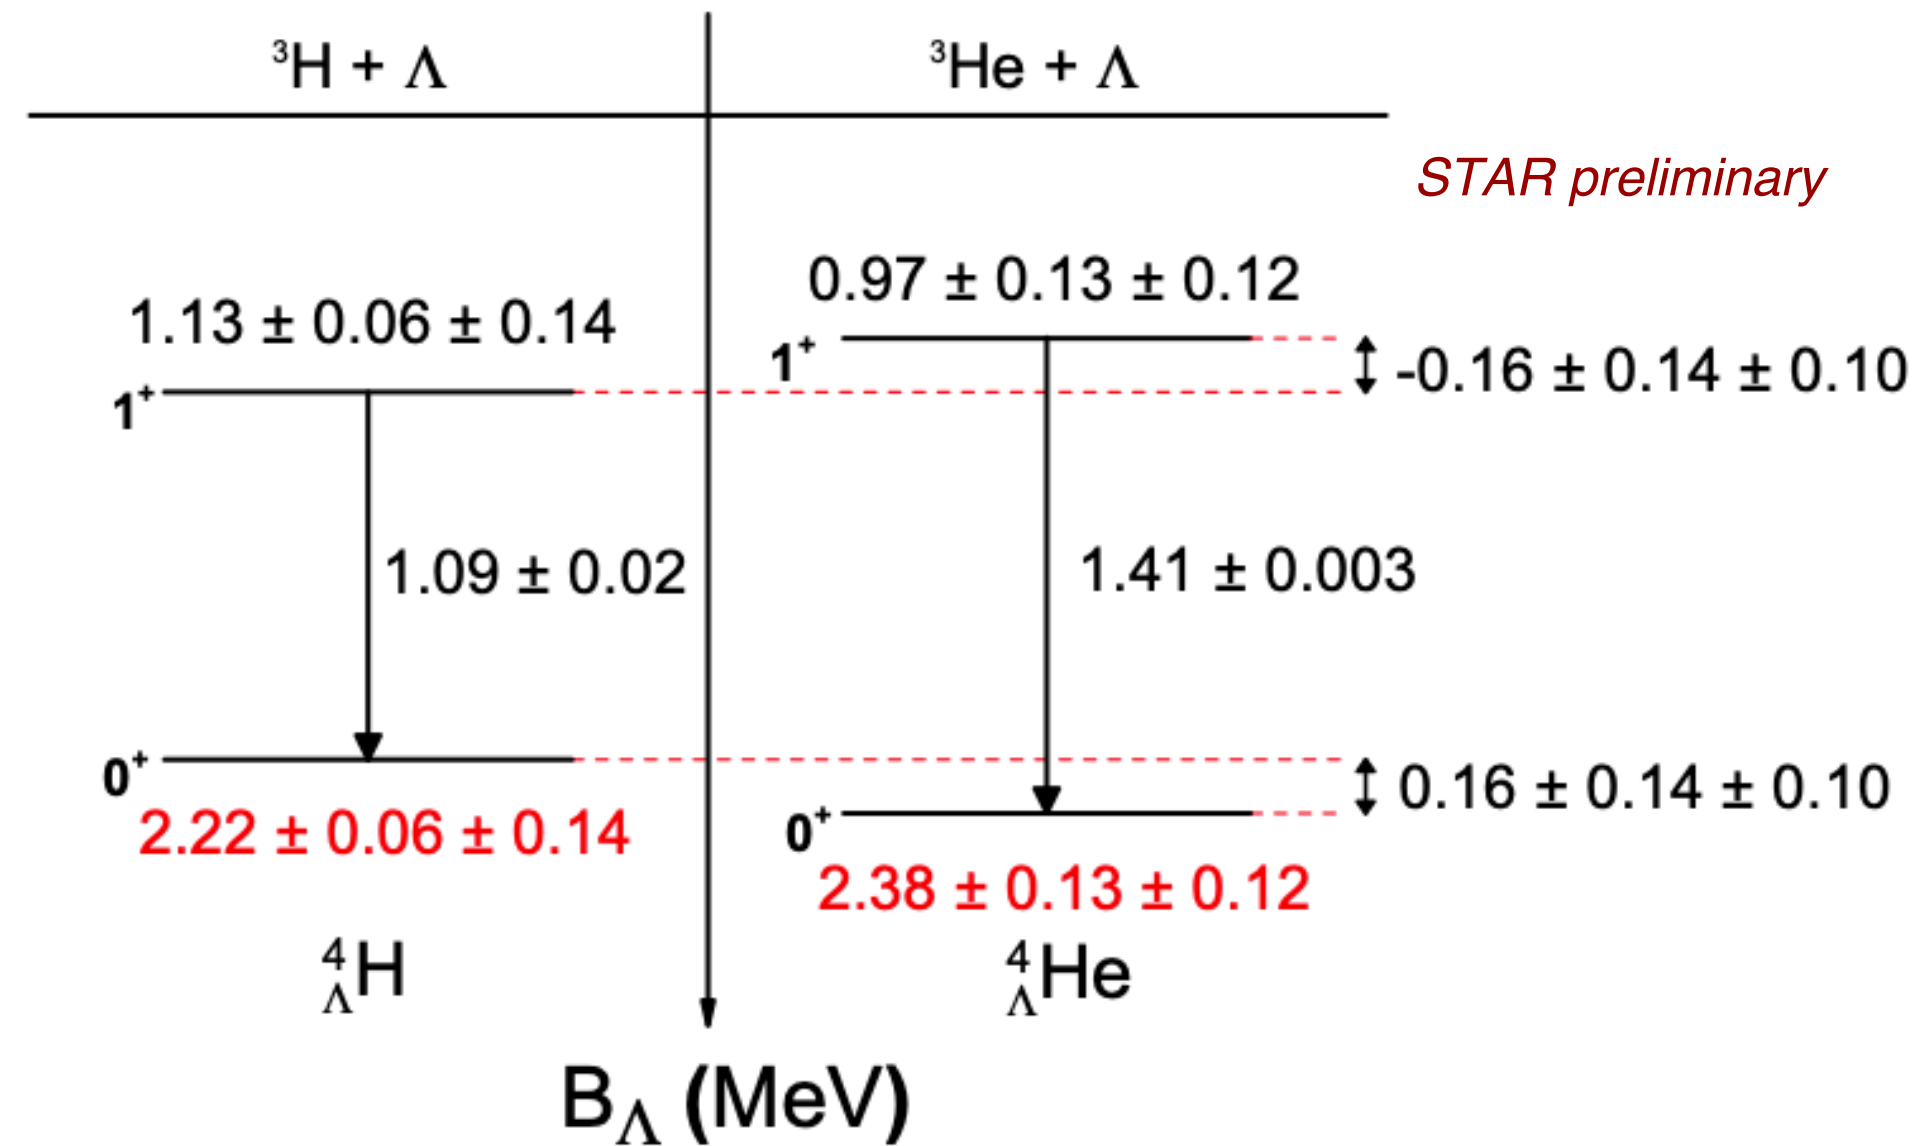 ³H + Λ
³He + Λ
STAR preliminary
0.97 ± 0.13 ± 0.12
1.13 ± 0.06 ± 0.14
1⁺
-0.16 ± 0.14 ± 0.10
1⁺
1.09 ± 0.02
1.41 ± 0.003
0⁺
0.16 ± 0.14 ± 0.10
2.22 ± 0.06 ± 0.14
0⁺
2.38 ± 0.13 ± 0.12
⁴ΛH
⁴ΛHe
BΛ (MeV)